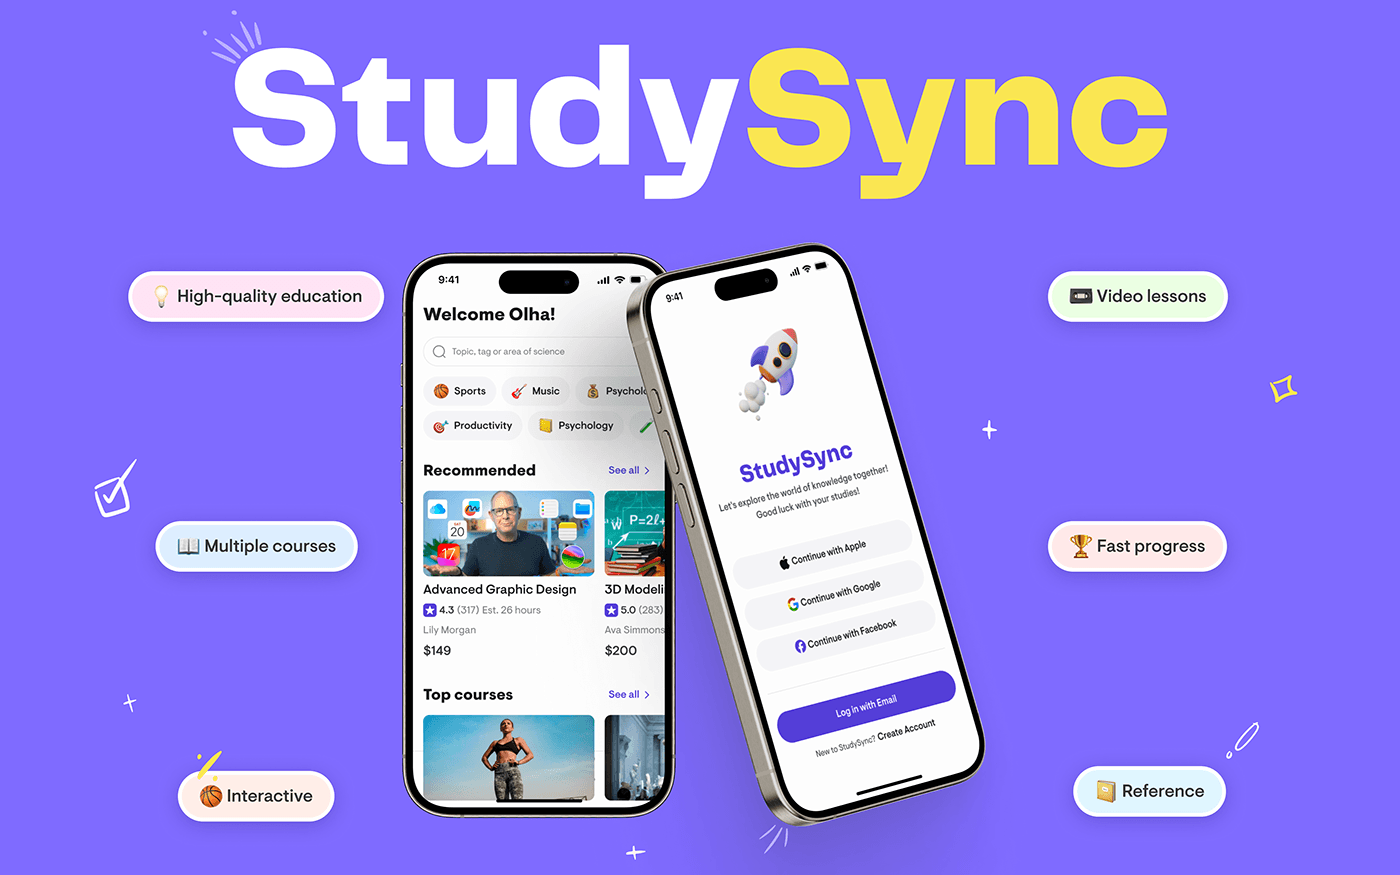 StudySync
High-quality education
Multiple courses
Interactive
9:41
Welcome Olha!
Topic, tag or area of science
Sports
Music
Productivity
Psychology
Recommended
See all
20
17
P=2ℓ+
W
Advanced Graphic Design
4.3 (317) Est. 26 hours
Lily Morgan
$149
3D Modeli
5.0 (283)
Ava Simmons
$200
Top courses
See all
9:41
StudySync
Let's explore the world of knowledge together!
Good luck with your studies!
Continue with Apple
Continue with Google
Continue with Facebook
Log in with Email
New to StudySync? Create Account
Video lessons
Fast progress
Reference